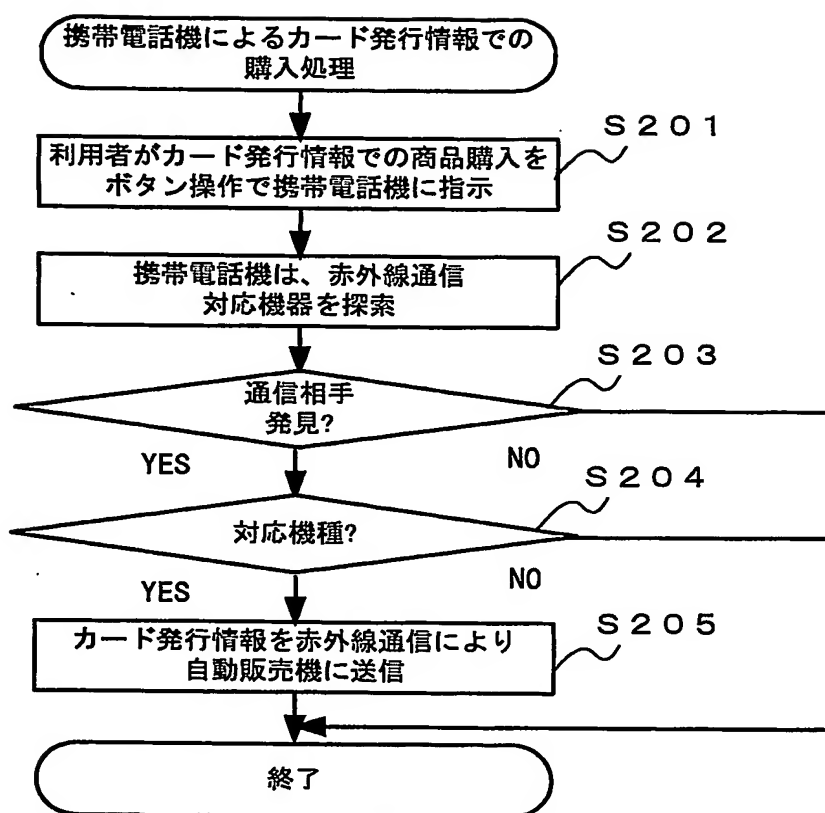 携帯電話機によるカード発行情報での
購入処理
S201
利用者がカード発行情報での商品購入を
ボタン操作で携帯電話機に指示
S202
携帯電話機は、赤外線通信
対応機器を探索
S203
通信相手
発見?
YES
NO
S204
対応機種?
YES
NO
S205
カード発行情報を赤外線通信により
自動販売機に送信
終了